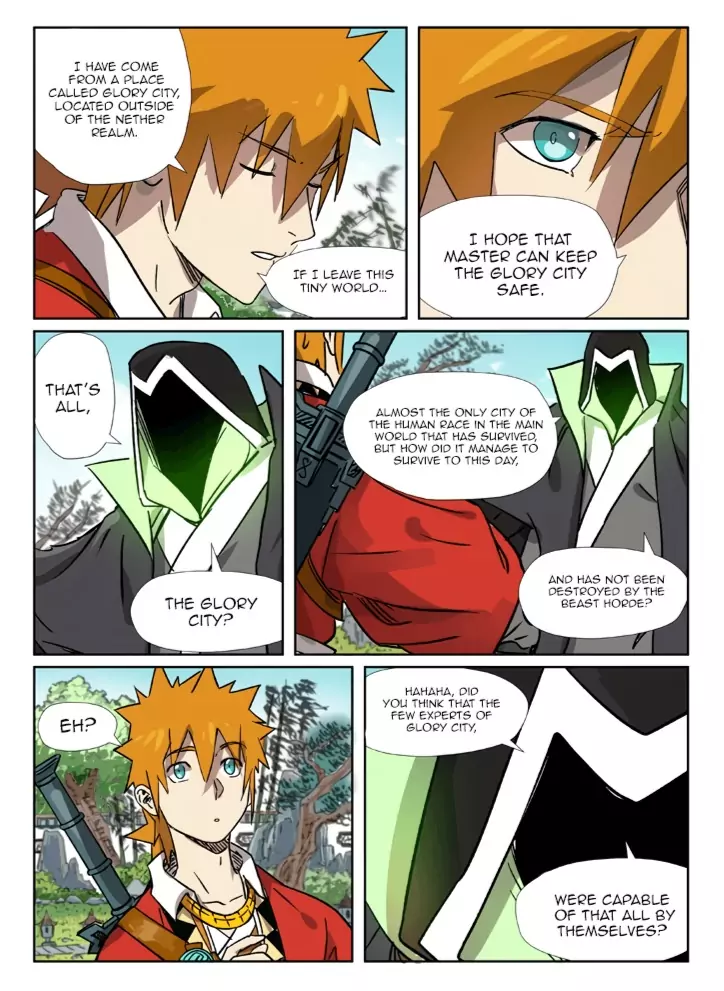 I HAVE COME
FROM A PLACE
CALLED GLORY CITY,
LOCATED OUTSIDE
OF THE NETHER
REALM.
IF I LEAVE THIS
TINY WORLD...
I HOPE THAT
MASTER CAN KEEP
THE GLORY CITY
SAFE.
THAT'S
ALL,
THE GLORY
CITY?
ALMOST THE ONLY CITY OF
THE HUMAN RACE IN THE MAIN
WORLD THAT HAS SURVIVED,
BUT HOW DID IT MANAGE TO
SURVIVE TO THIS DAY,
AND HAS NOT BEEN
DESTROYED BY THE
BEAST HORDE?
EH?
HAHAHA, DID
YOU THINK THAT THE
FEW EXPERTS OF
GLORY CITY,
WERE CAPABLE
OF THAT ALL BY
THEMSELVES?